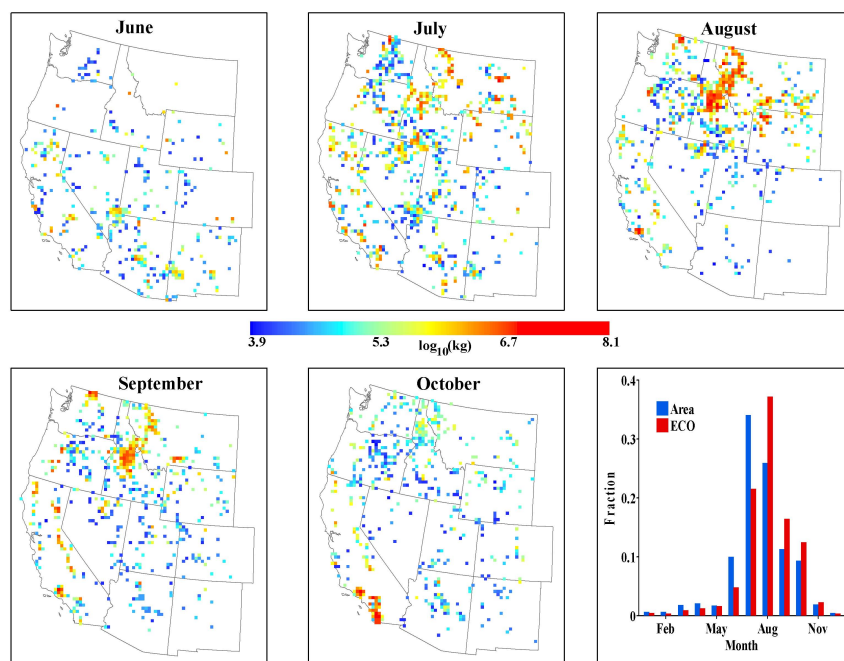 June
July
August
3.9 5.3 log10(kg) 6.7 8.1
September
October
0.4
Area
ECO
0.3
0.2
0.1
0
Fraction
Feb May Aug Nov
Month